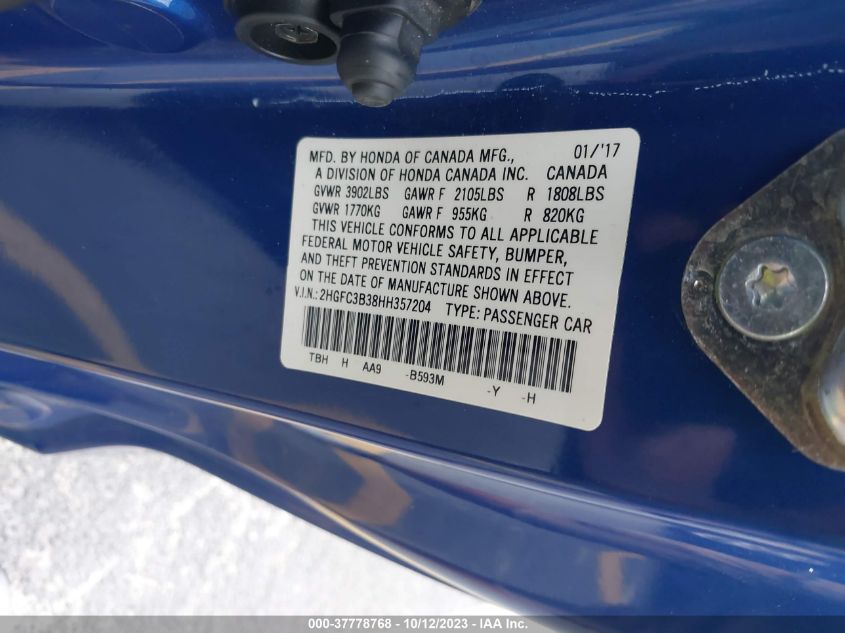 MFD. BY HONDA OF CANADA MFG., 01/'17
A DIVISION OF HONDA CANADA INC. CANADA
GVWR 3902LBS GAWR F 2105LBS R 1808LBS
GVWR 1770KG GAWR F 955KG R 820KG
THIS VEHICLE CONFORMS TO ALL APPLICABLE
FEDERAL MOTOR VEHICLE SAFETY, BUMPER,
AND THEFT PREVENTION STANDARDS IN EFFECT
ON THE DATE OF MANUFACTURE SHOWN ABOVE.
V.I.N.: 2HGFC3B38HH357204 TYPE: PASSENGER CAR
TBH H AA9 -B593M -Y -H
000-37778768 - 10/12/2023 - 1---- St.